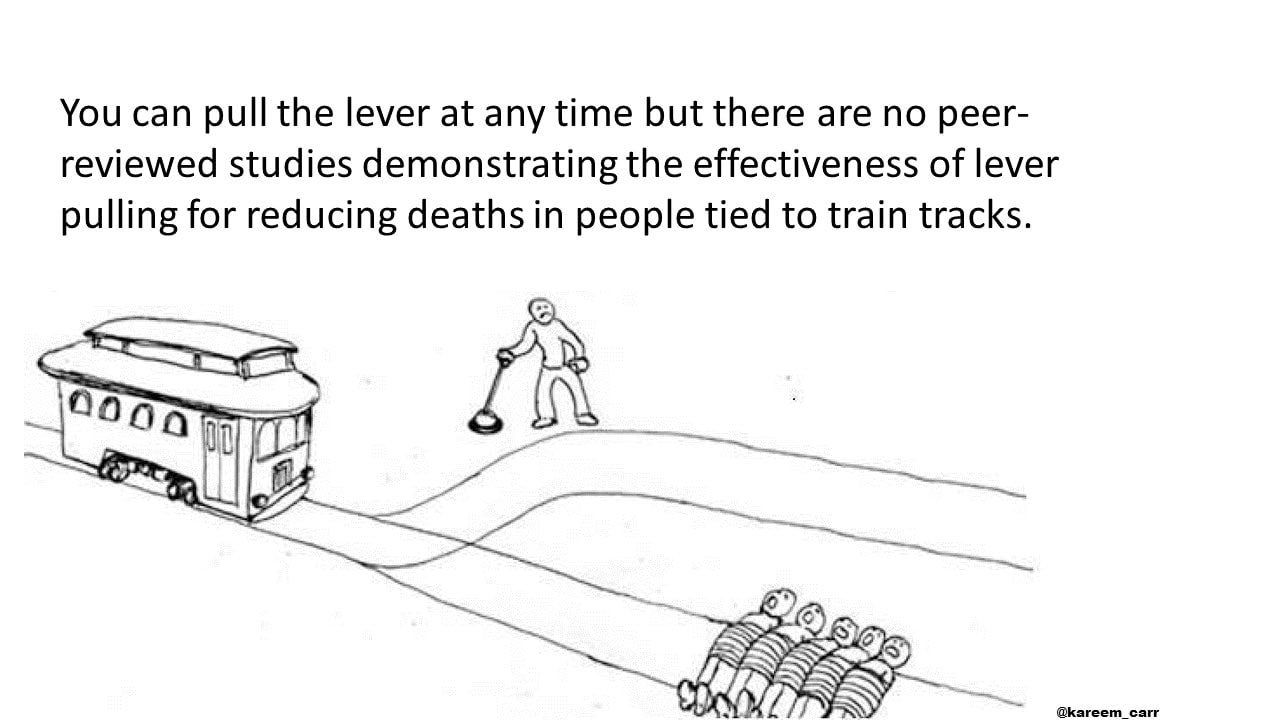 You can pull the lever at any time but there are no peer-
reviewed studies demonstrating the effectiveness of lever
pulling for reducing deaths in people tied to train tracks.
@kareem_carr